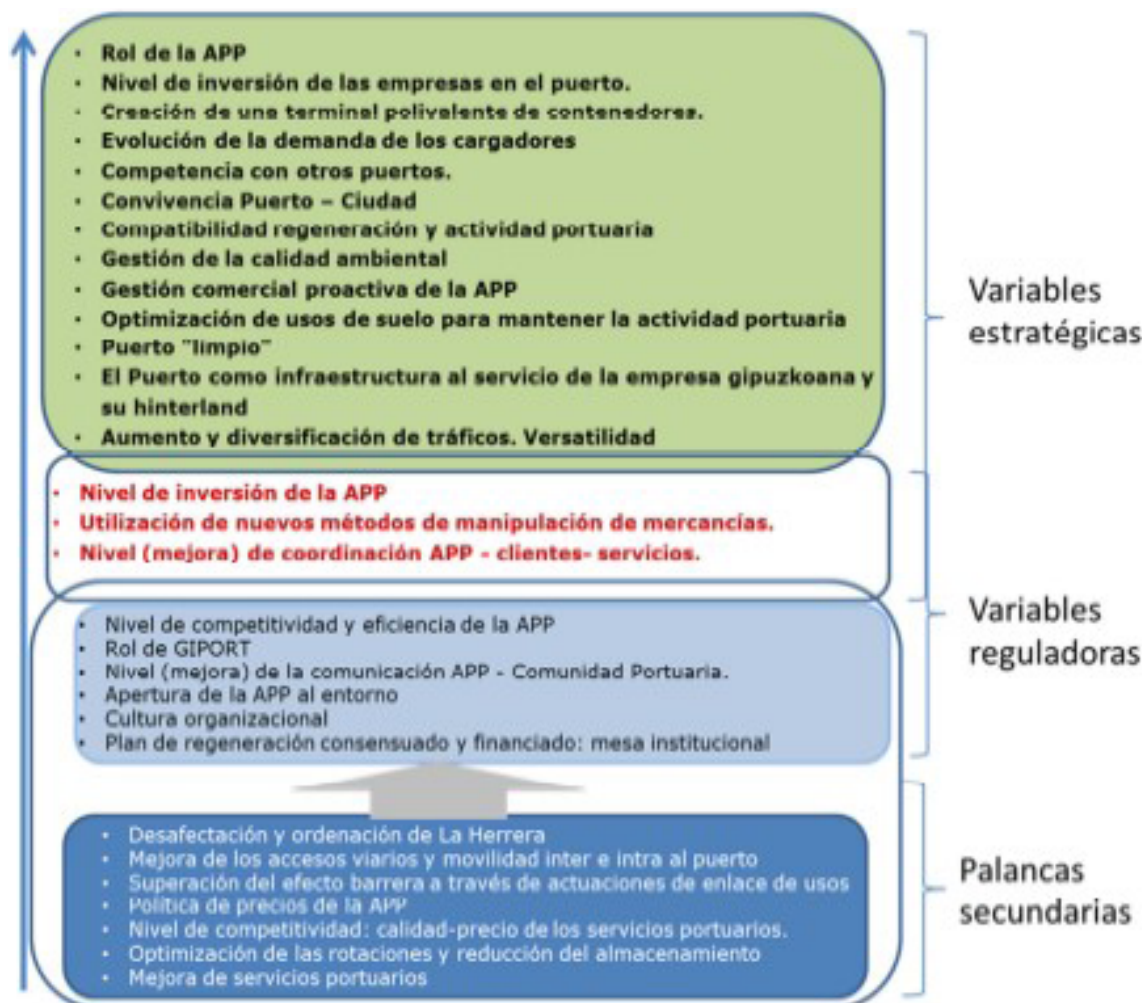 • Rol de la APP
• Nivel de inversión de las empresas en el puerto.
• Creación de una terminal polivalente de contenedores.
• Evolución de la demanda de los cargadores
• Competencia con otros puertos.
• Convivencia Puerto – Ciudad
• Compatibilidad regeneración y actividad portuaria
• Gestión de la calidad ambiental
• Gestión comercial proactiva de la APP
• Optimización de usos de suelo para mantener la actividad portuaria
• Puerto "limpio"
• El Puerto como infraestructura al servicio de la empresa gipuzkoana y
su hinterland
• Aumento y diversificación de tráficos. Versatilidad
Variables
estratégicas
• Nivel de inversión de la APP
• Utilización de nuevos métodos de manipulación de mercancías.
• Nivel (mejora) de coordinación APP - clientes- servicios.
• Nivel de competitividad y eficiencia de la APP
• Rol de GIPORT
• Nivel (mejora) de la comunicación APP - Comunidad Portuaria.
• Apertura de la APP al entorno
• Cultura organizacional
• Plan de regeneración consensuado y financiado: mesa institucional
Variables
reguladoras
• Desafectación y ordenación de La Herrera
• Mejora de los accesos viarios y movilidad inter e intra al puerto
• Superación del efecto barrera a través de actuaciones de enlace de usos
• Política de precios de la APP
• Nivel de competitividad: calidad-precio de los servicios portuarios.
• Optimización de las rotaciones y reducción del almacenamiento
• Mejora de servicios portuarios
Palancas
secundarias